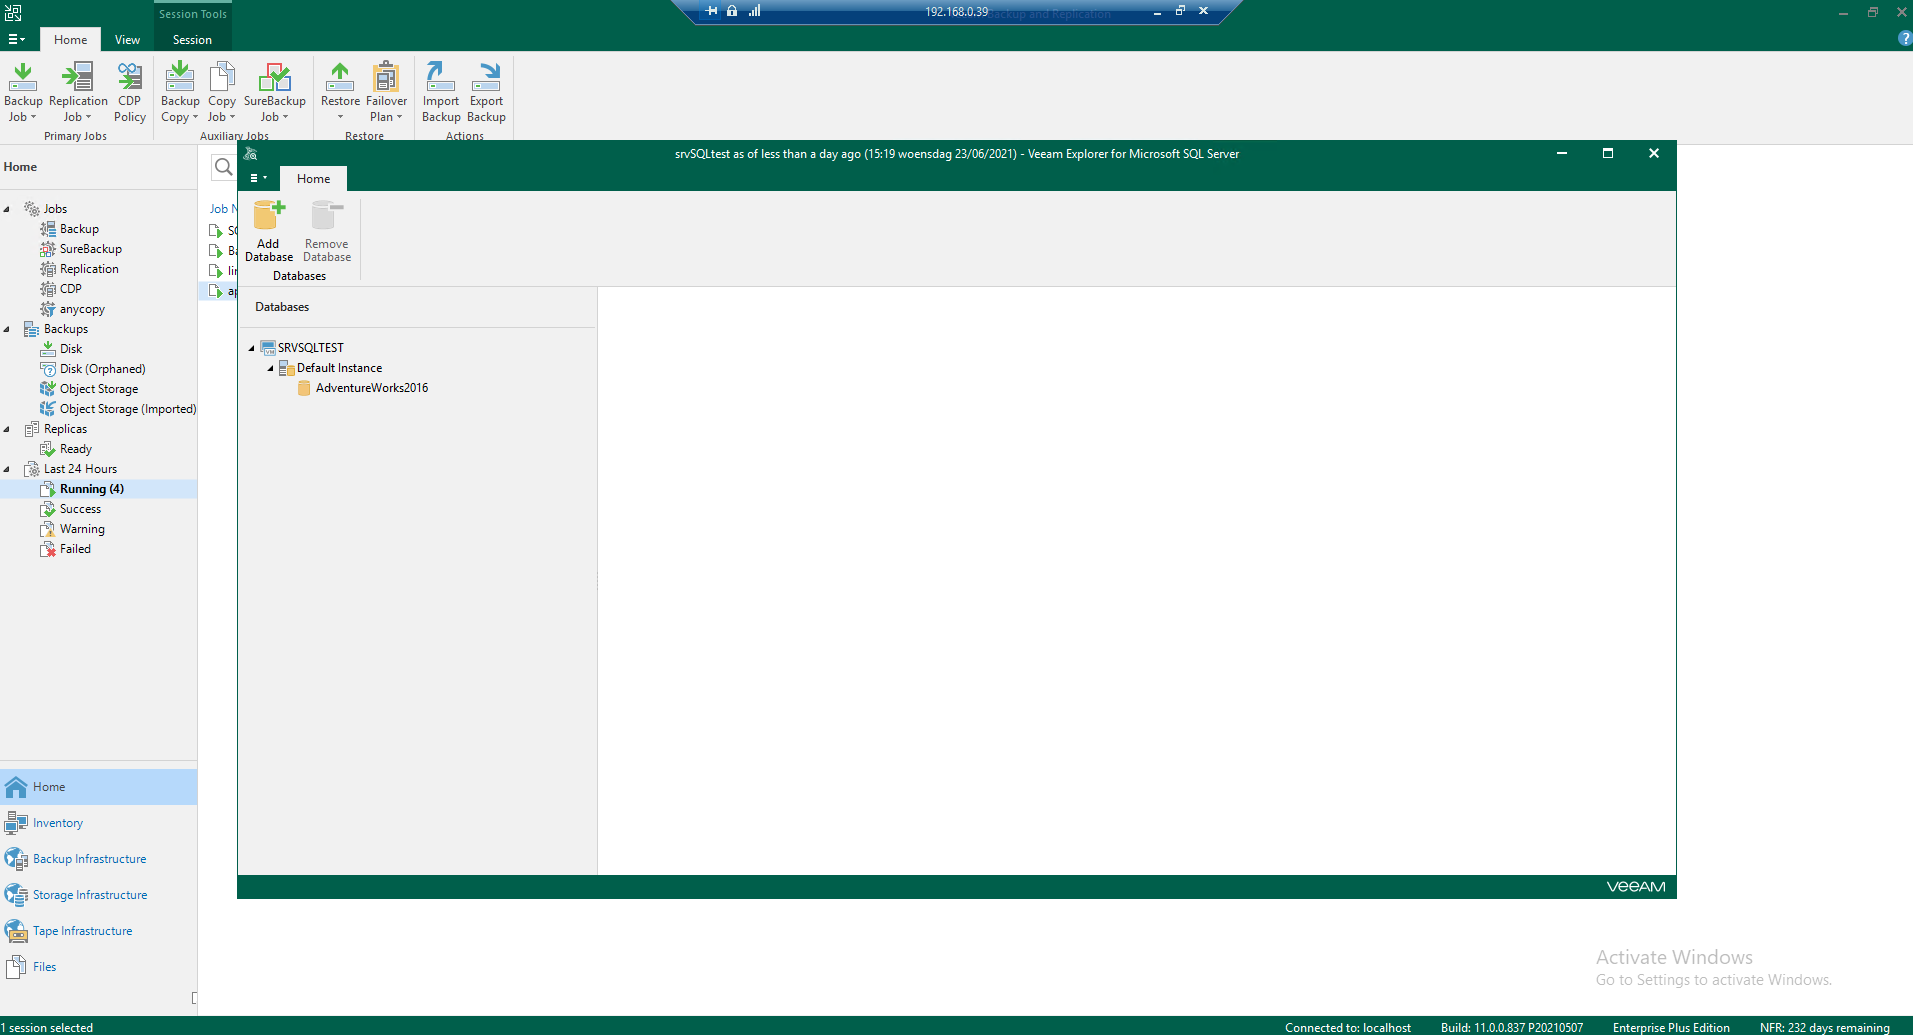 Session Tools
192.168.0.39
Backup and Replication
Home
View
Session
Backup Job
Replication Job
CDP Policy
Primary Jobs
Backup Copy
Copy Job
SureBackup Job
Auxiliary Jobs
Restore
Failover Plan
Restore
Import Backup
Export Backup
Actions
Home
Jobs
Backup
SureBackup
Replication
CDP
anycopy
Backups
Disk
Disk (Orphaned)
Object Storage
Object Storage (Imported)
Replicas
Ready
Last 24 Hours
Running (4)
Success
Warning
Failed
Home
Inventory
Backup Infrastructure
Storage Infrastructure
Tape Infrastructure
Files
Job
srvSQLtest as of less than a day ago (15:19 woensdag 23/06/2021) - Veeam Explorer for Microsoft SQL Server
Home
Add Database
Remove Database
Databases
Databases
SRVSQLTEST
Default Instance
AdventureWorks2016
VEEAM
Activate Windows
Go to Settings to activate Windows.
1 session selected
Connected to: localhost
Build: 11.0.0.837 P20210507
Enterprise Plus Edition
NFR: 232 days remaining